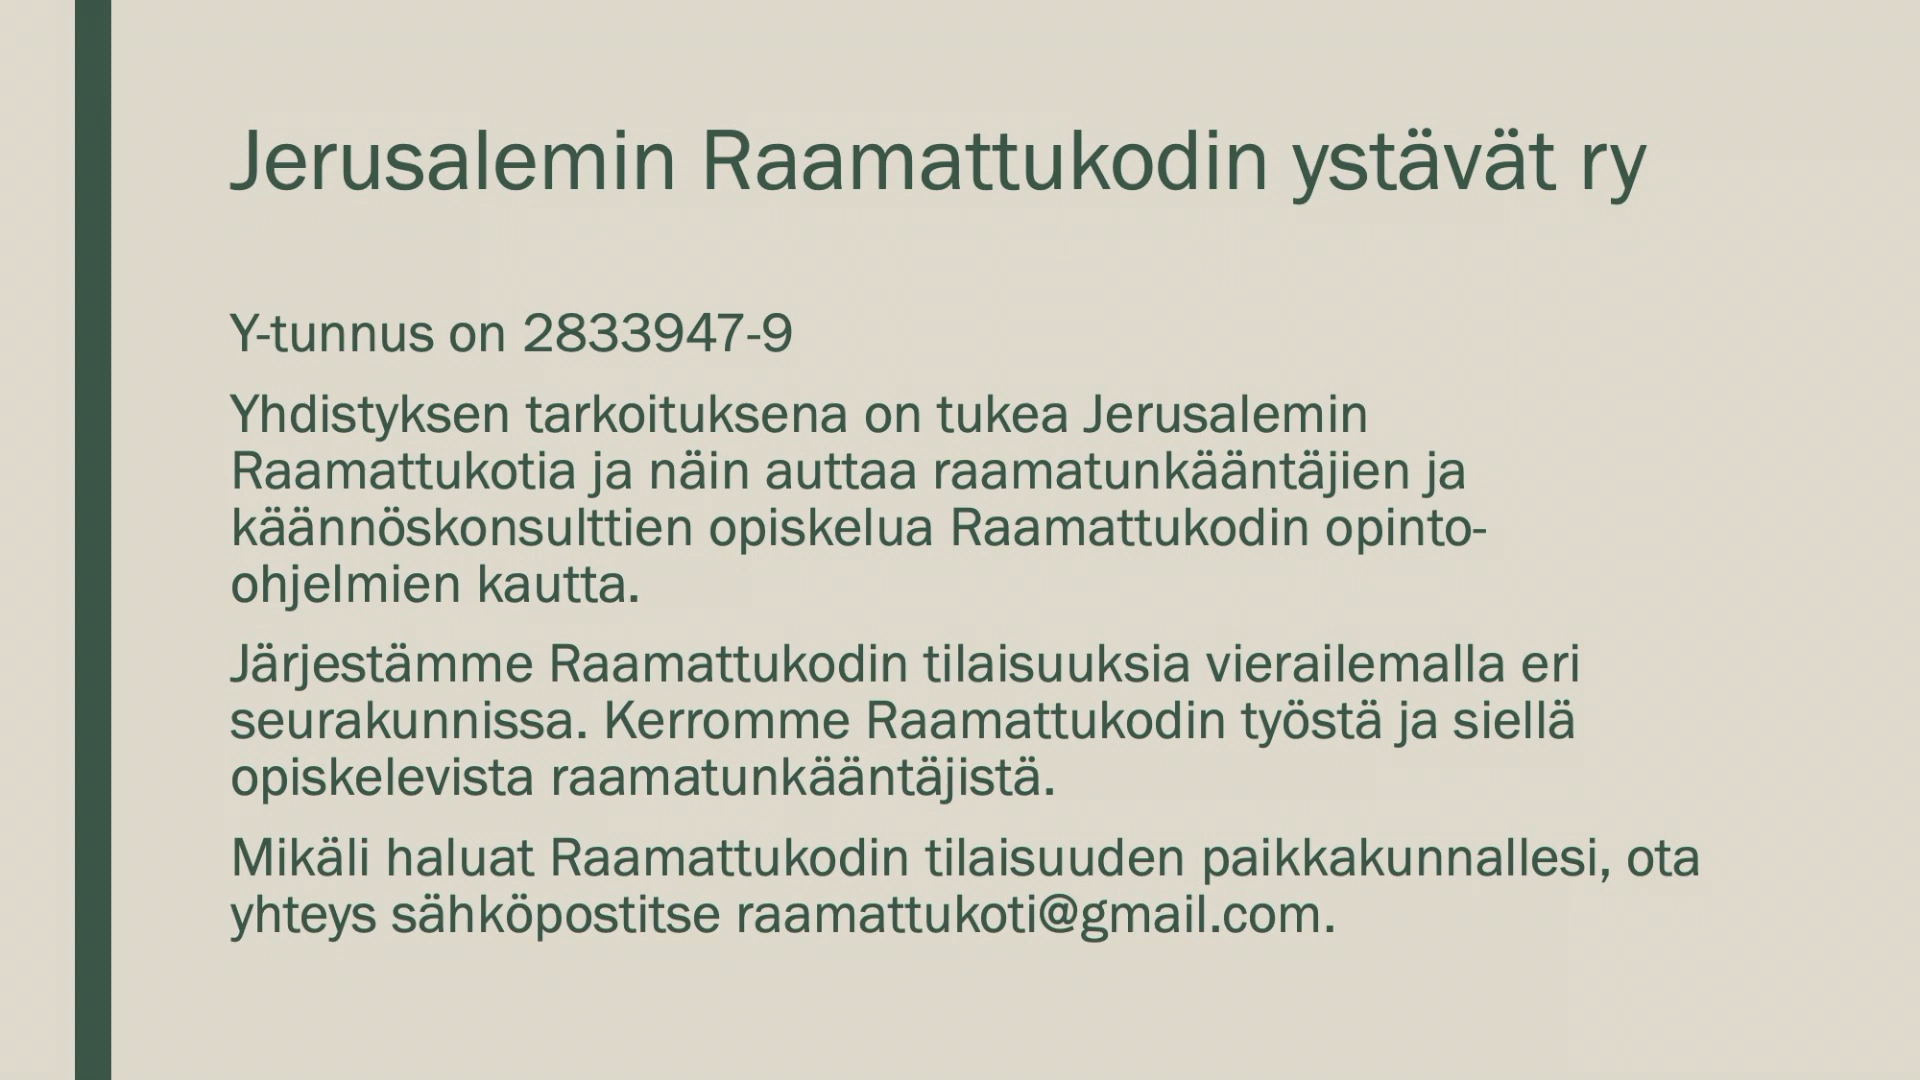 Jerusalemin Raamattukodin ystävät ry
Y-tunnus on 2833947-9
Yhdistyksen tarkoituksena on tukea Jerusalemin
Raamattukotia ja näin auttaa raamatunkääntäjien ja
käännöskonsulttien opiskelua Raamattukodin opinto-
ohjelmien kautta.
Järjestämme Raamattukodin tilaisuuksia vierailemalla eri
seurakunnissa. Kerromme Raamattukodin työstä ja siellä
opiskelevista raamatunkääntäjistä.
Mikäli haluat Raamattukodin tilaisuuden paikkakunnallesi, ota
yhteys sähköpostitse raamattukoti@gmail.com.